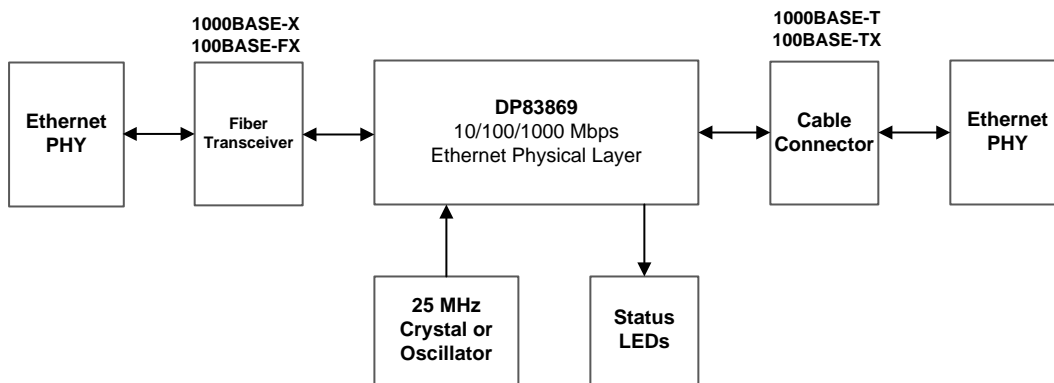 1000BASE-X
100BASE-FX
1000BASE-T
100BASE-TX
Ethernet
PHY
Fiber
Transceiver
DP83869
10/100/1000 Mbps
Ethernet Physical Layer
Cable
Connector
Ethernet
PHY
25 MHz
Crystal or
Oscillator
Status
LEDs